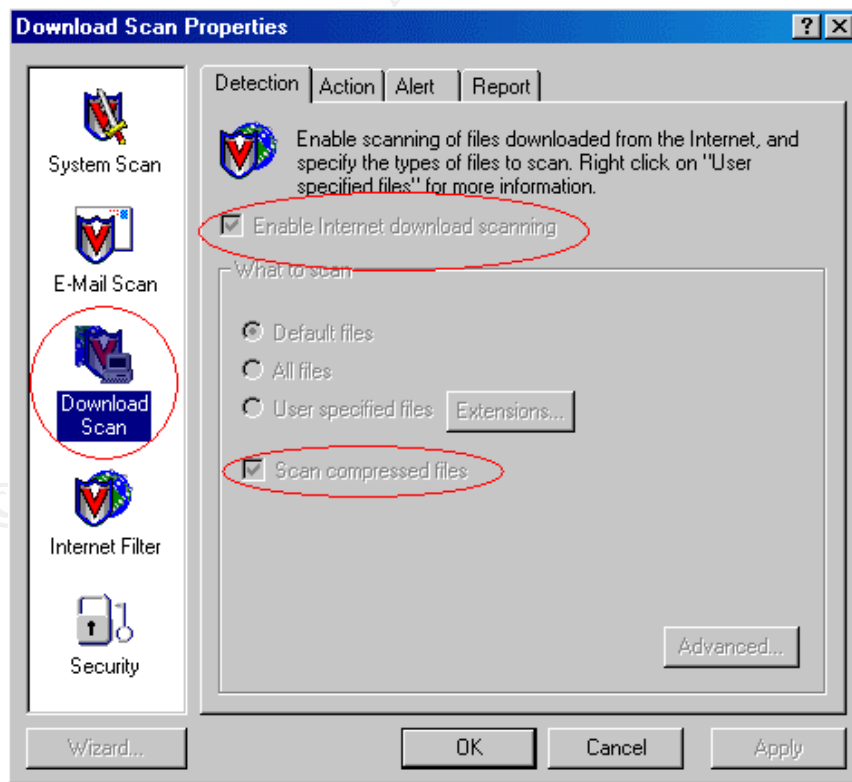 Download Scan Properties
Detection
Action
Alert
Report
System Scan
E-Mail Scan
Download
Scan
Internet Filter
Security
Enable scanning of files downloaded from the Internet, and
specify the types of files to scan. Right click on "User
specified files" for more information.
Enable Internet download scanning
What to scan
Default files
All files
User specified files
Extensions...
Scan compressed files
Advanced...
Wizard...
OK
Cancel
Apply